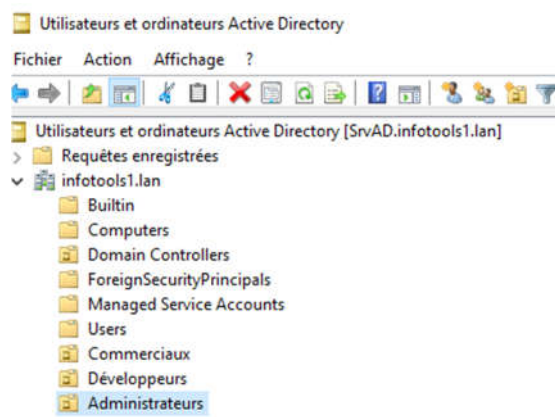 Utilisateurs et ordinateurs Active Directory
Fichier Action Affichage ?
Utilisateurs et ordinateurs Active Directory [SrvAD.infotools1.lan]
Requêtes enregistrées
infotools1.lan
Builtin
Computers
Domain Controllers
ForeignSecurityPrincipals
Managed Service Accounts
Users
Commerciaux
Développeurs
Administrateurs